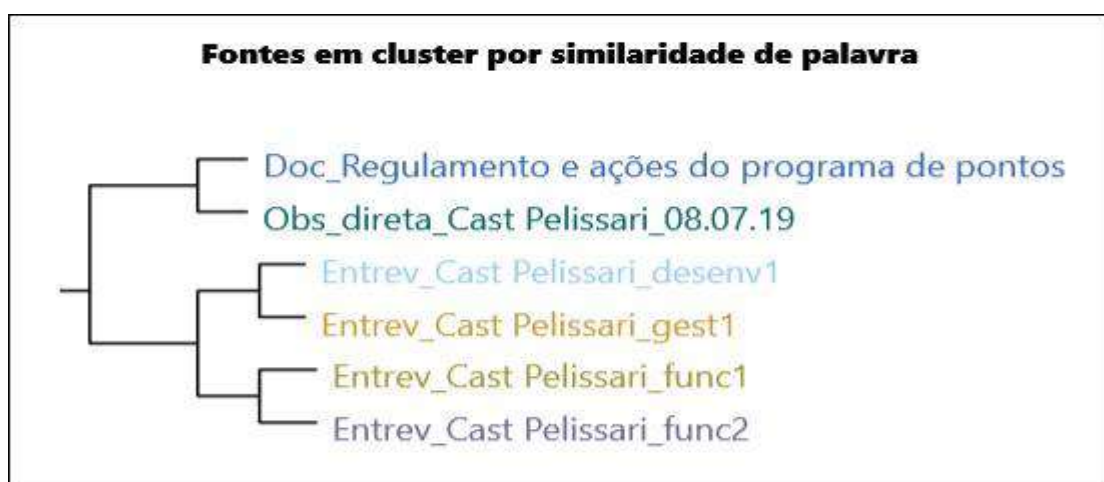 Fontes em cluster por similaridade de palavra
Doc_Regulamento e ações do programa de pontos
Obs_direta_Cast Pelissari_08.07.19
Entrev_Cast Pelissari_desenv1
Entrev_Cast Pelissari_gest1
Entrev_Cast Pelissari_func1
Entrev_Cast Pelissari_func2